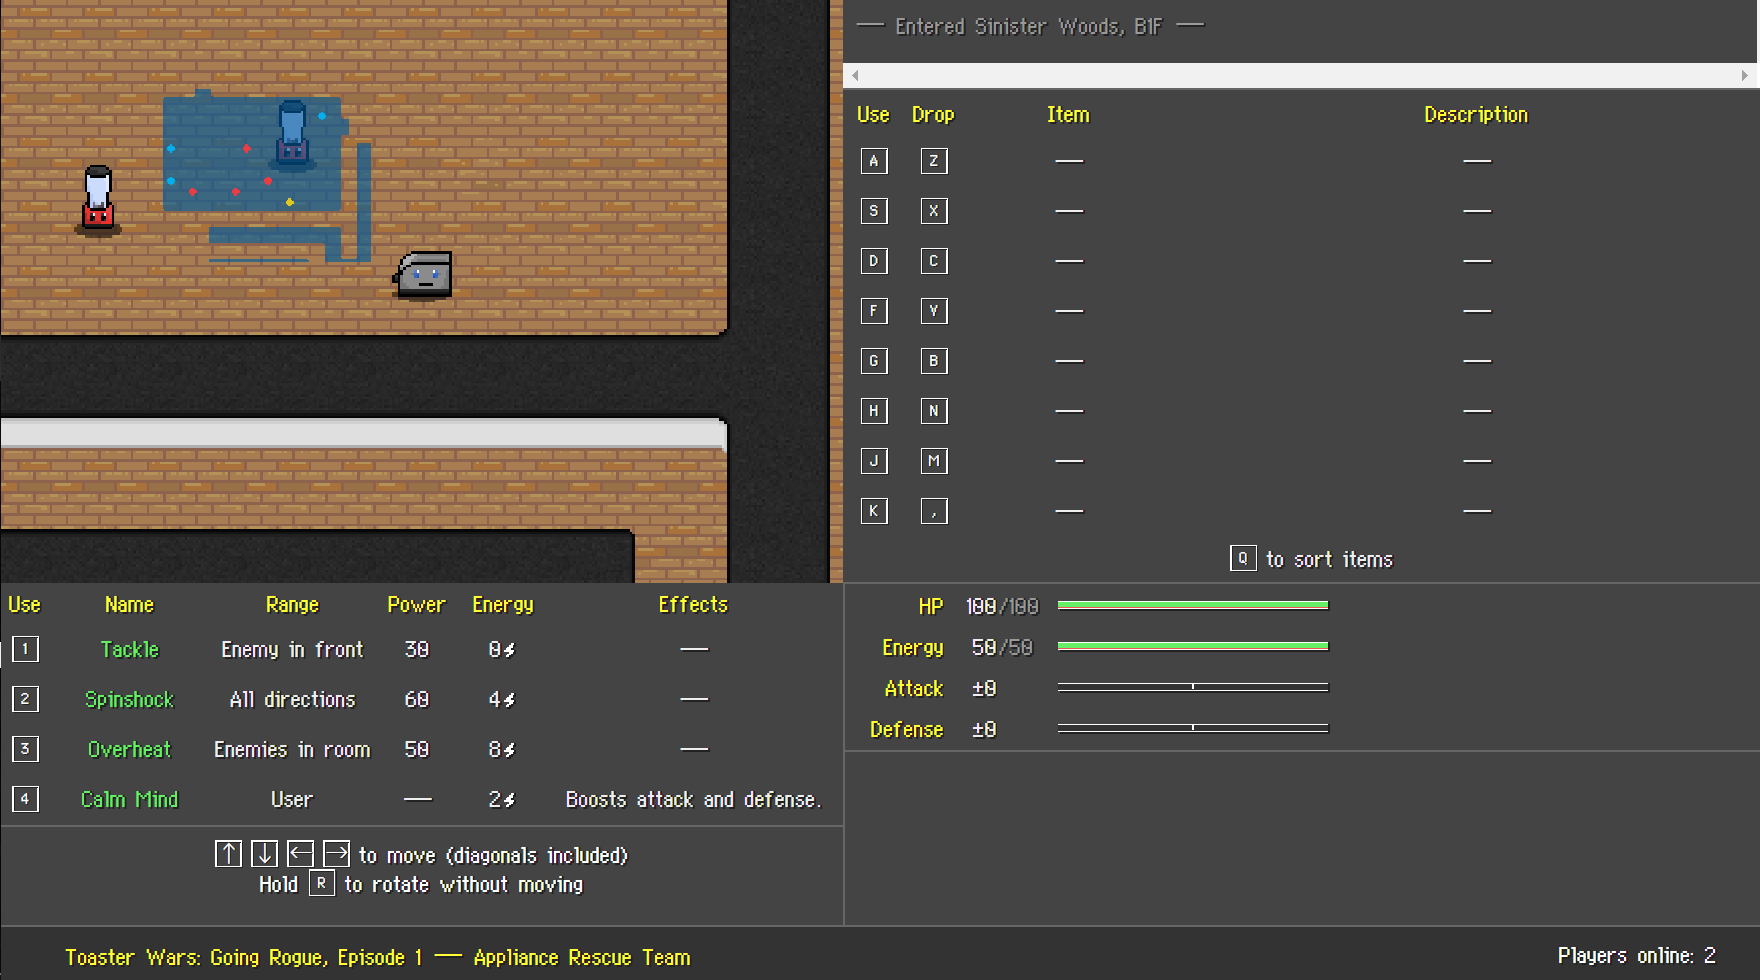 Entered Sinister Woods, B1F
Use Drop Item Description
A Z — —
S X — —
D C — —
F V — —
G B — —
H N — —
J M — —
K , — —
Q to sort items
Use Name Range Power Energy Effects
1 Tackle Enemy in front 30 0 —
2 Spinshock All directions 60 4 —
3 Overheat Enemies in room 50 8 —
4 Calm Mind User — 2 Boosts attack and defense.
↑ ↓ ← → to move (diagonals included)
Hold R to rotate without moving
HP 100/100
Energy 50/50
Attack ±0
Defense ±0
Toaster Wars: Going Rogue, Episode 1 — Appliance Rescue Team
Players online: 2